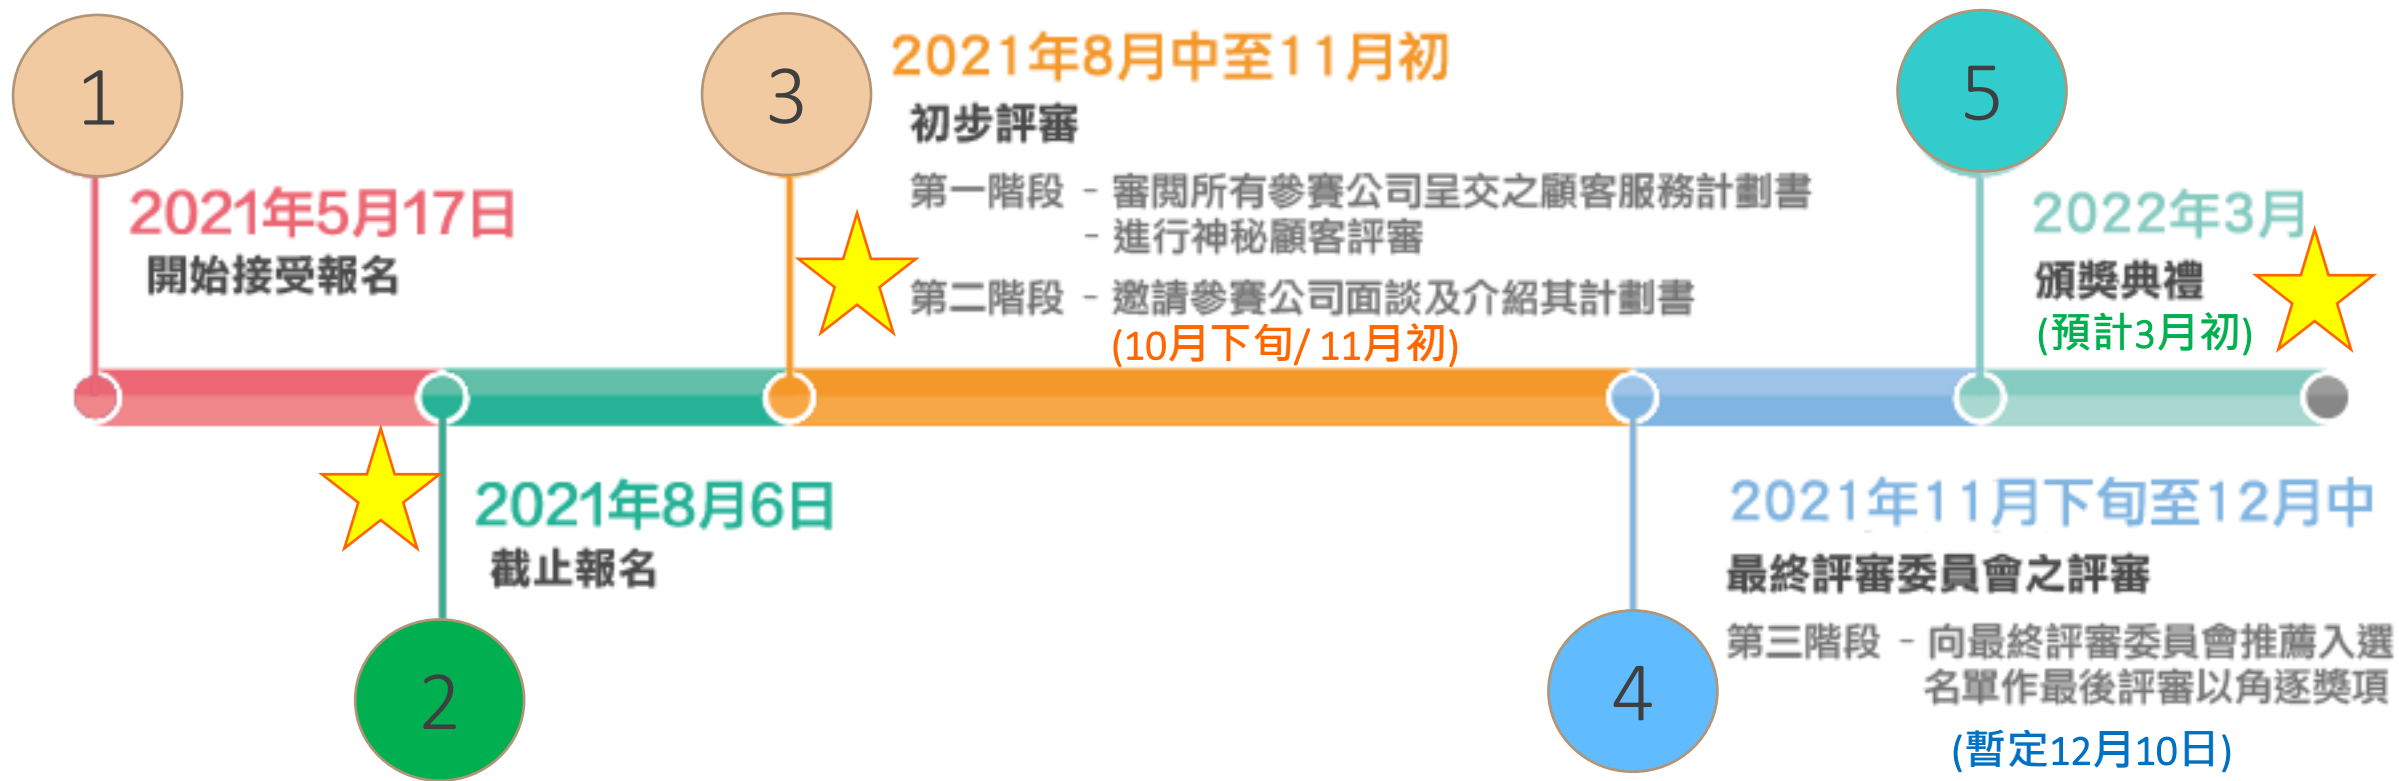 1
2021年5月17日
開始接受報名
2
2021年8月6日
截止報名
3
2021年8月中至11月初
初步評審
第一階段 - 審閱所有參賽公司呈交之顧客服務計劃書
- 進行神秘顧客評審
第二階段 - 邀請參賽公司面談及介紹其計劃書
(10月下旬/ 11月初)
4
2021年11月下旬至12月中
最終評審委員會之評審
第三階段 - 向最終評審委員會推薦入選
名單作最後評審以角逐獎項
(暫定12月10日)
5
2022年3月
頒獎典禮
(預計3月初)